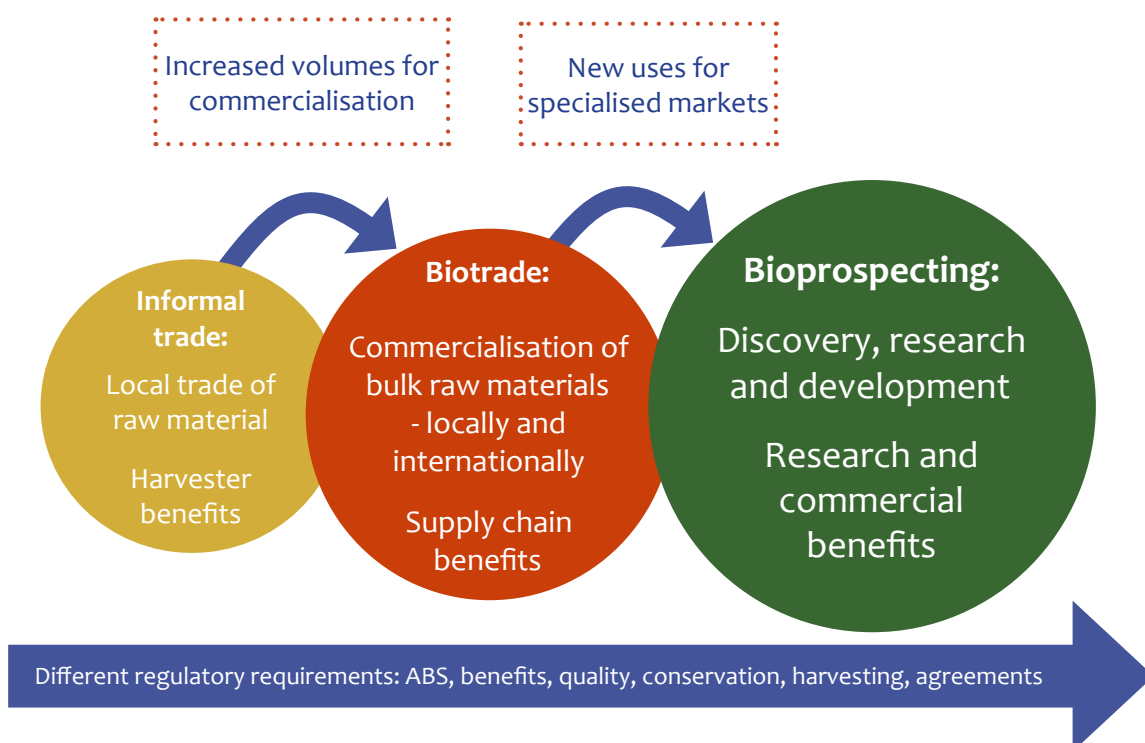 Increased volumes for
commercialisation
New uses for
specialised markets
Informal
trade:
Local trade of
raw material
Harvester
benefits
Biotrade:
Commercialisation of
bulk raw materials
- locally and
internationally
Supply chain
benefits
Bioprospecting:
Discovery, research
and development
Research and
commercial
benefits
Different regulatory requirements: ABS, benefits, quality, conservation, harvesting, agreements